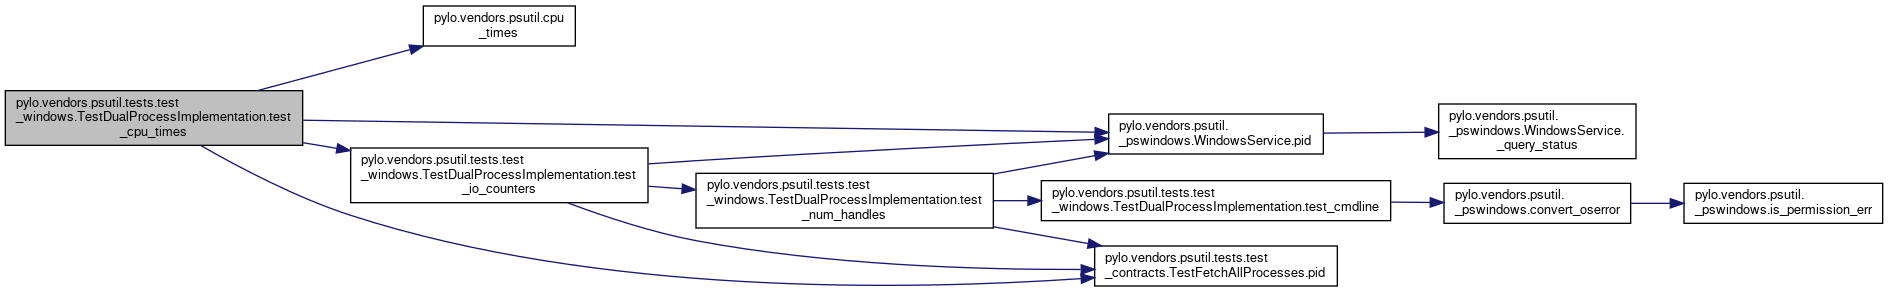 pylo.vendors.psutil.cpu
_times
pylo.vendors.psutil.tests.test
_windows.TestDualProcessImplementation.test
_cpu_times
pylo.vendors.psutil.tests.test
_windows.TestDualProcessImplementation.test
_io_counters
pylo.vendors.psutil.tests.test
_windows.TestDualProcessImplementation.test
_num_handles
pylo.vendors.psutil.
_pswindows.WindowsService.pid
pylo.vendors.psutil.tests.test
_windows.TestDualProcessImplementation.test_cmdline
pylo.vendors.psutil.tests.test
_contracts.TestFetchAllProcesses.pid
pylo.vendors.psutil.
_pswindows.WindowsService.
_query_status
pylo.vendors.psutil.
_pswindows.convert_oserror
pylo.vendors.psutil.
_pswindows.is_permission_err